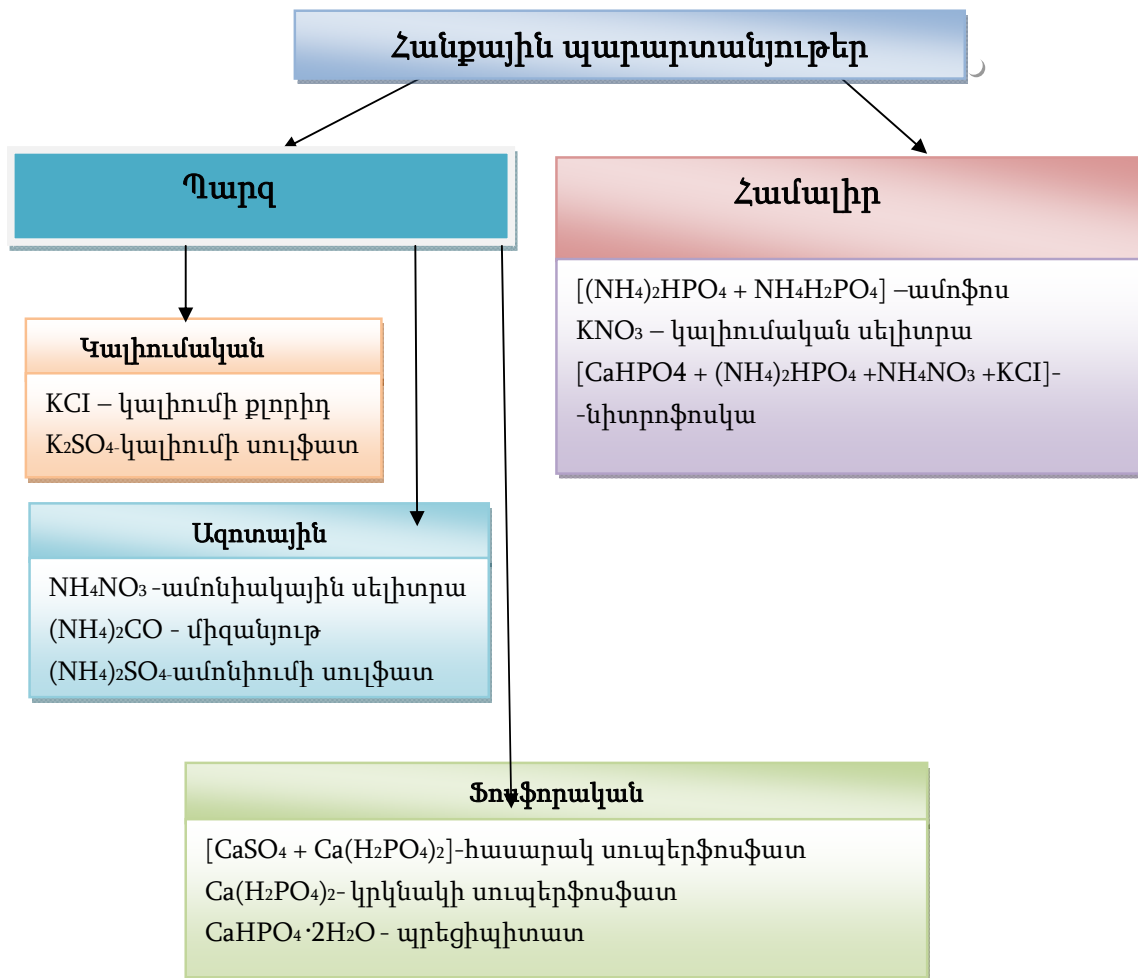 Հանքային պարարտանյութեր
Պարզ
Համալիր
[(NH₄)₂HPO₄ + NH₄H₂PO₄] –ամոֆոս
KNO₃ – կալիումական սելիտրա
[CaHPO4 + (NH₄)₂HPO₄ +NH₄NO₃ +KCI]-
-նիտրոֆոսկա
Կալիումական
KCI – կալիումի քլորիդ
K₂SO₄-կալիումի սուլֆատ
Ազոտային
NH₄NO₃ -ամոնիակային սելիտրա
(NH₄)₂CO - միզանյութ
(NH₄)₂SO₄-ամոնիումի սուլֆատ
Ֆոսֆորական
[CaSO₄ + Ca(H₂PO₄)₂]-հասարակ սուպերֆոսֆատ
Ca(H₂PO₄)₂- կրկնակի սուպերֆոսֆատ
CaHPO₄ ·2H₂O - պրեցիպիտատ